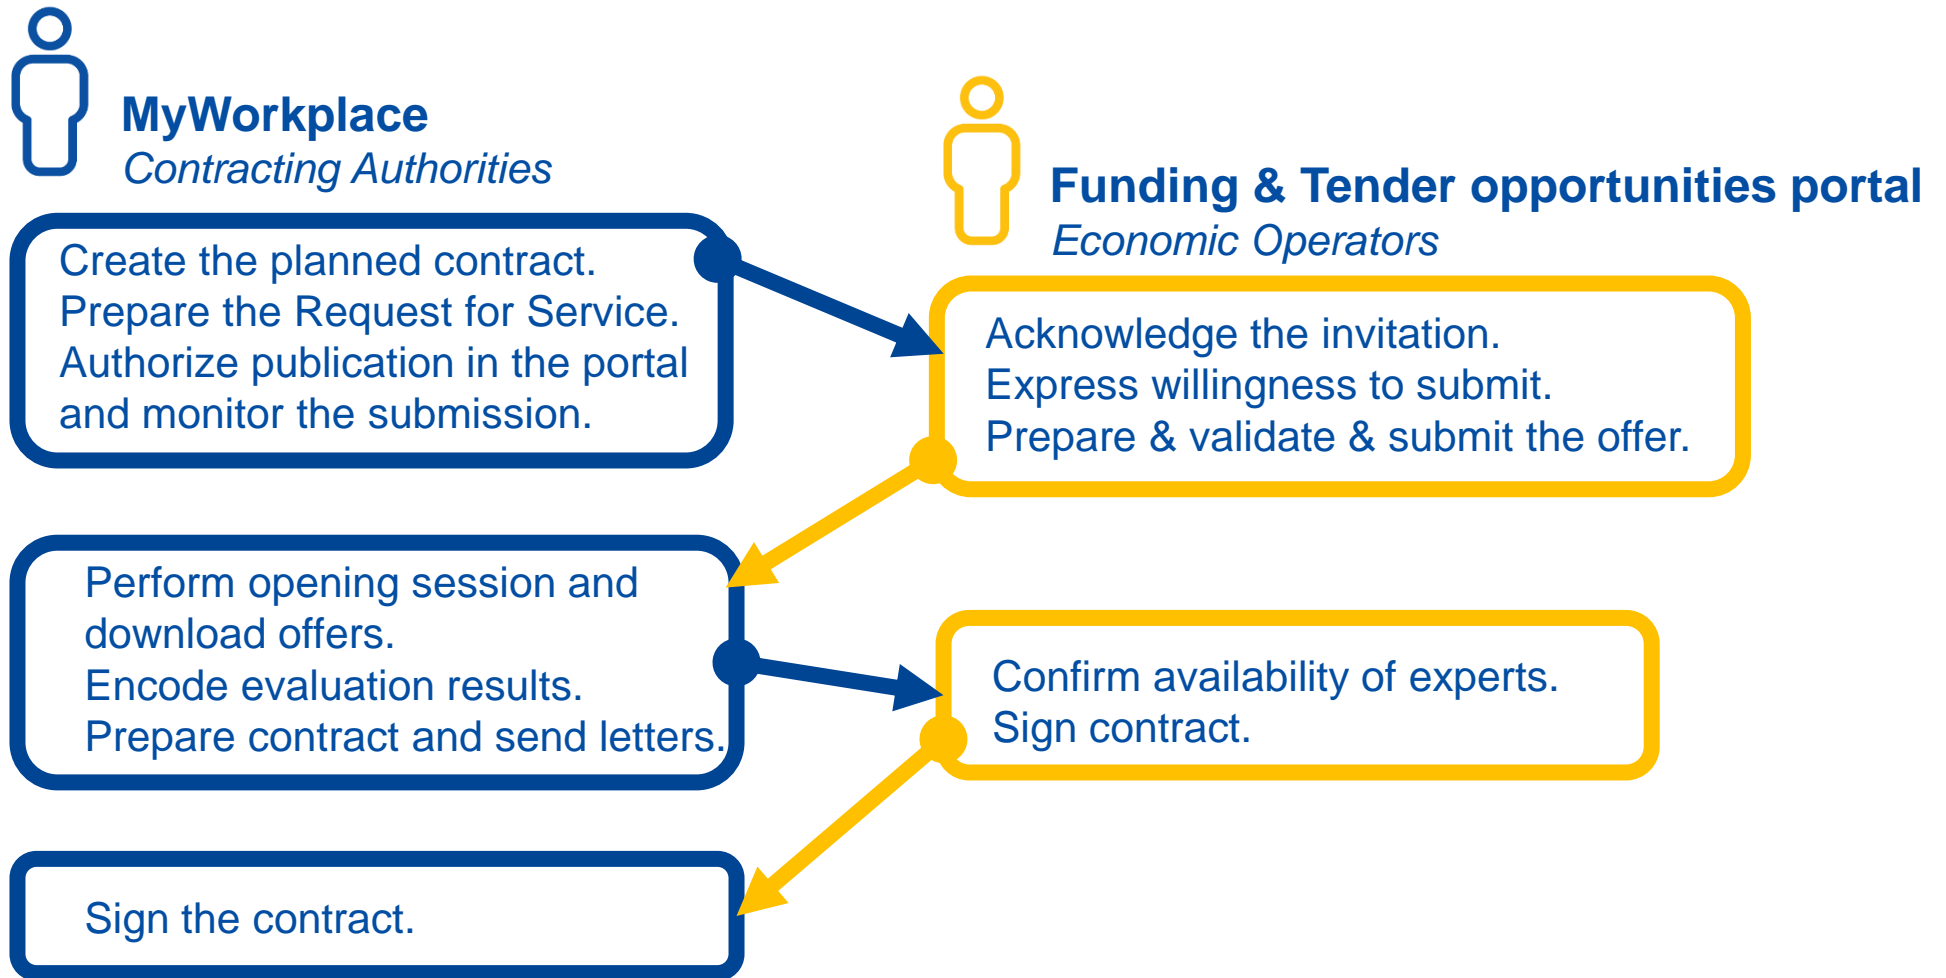 MyWorkplace
Contracting Authorities
Funding & Tender opportunities portal
Economic Operators
Create the planned contract.
Prepare the Request for Service.
Authorize publication in the portal
and monitor the submission.
Acknowledge the invitation.
Express willingness to submit.
Prepare & validate & submit the offer.
Perform opening session and
download offers.
Encode evaluation results.
Prepare contract and send letters.
Confirm availability of experts.
Sign contract.
Sign the contract.